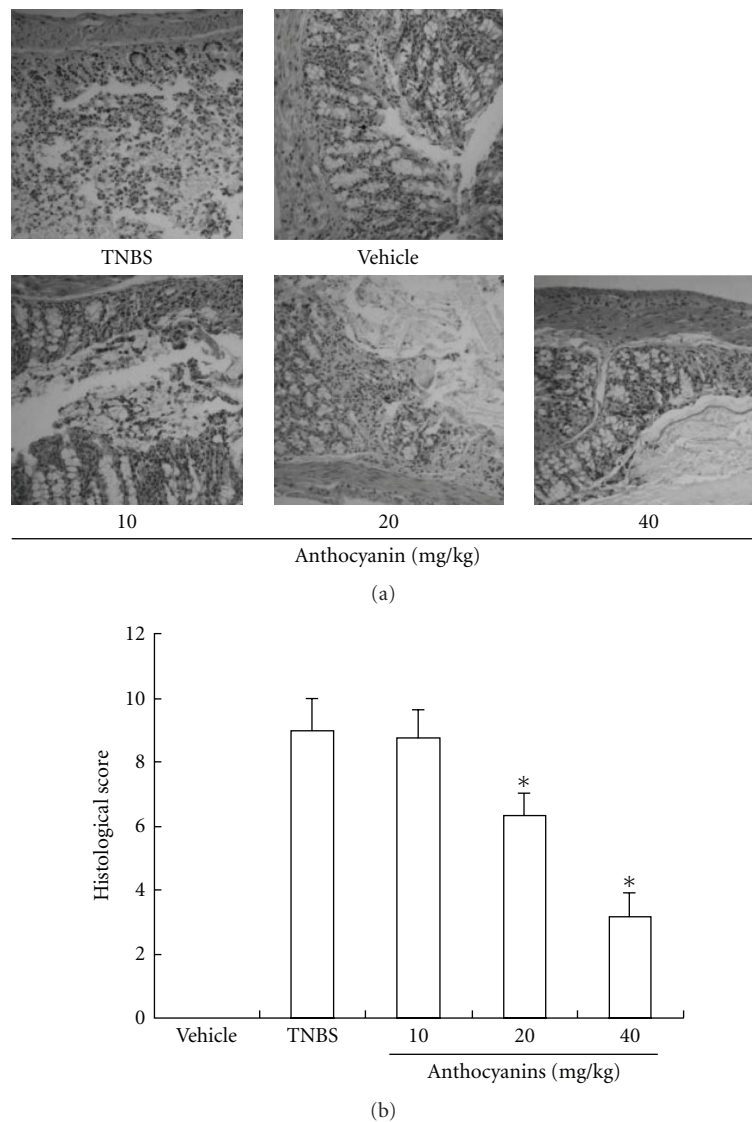 TNBS Vehicle
10 20 40
Anthocyanin (mg/kg)
(a)
12
10
8
6
4
2
0
Histological score
* *
Vehicle TNBS 10 20 40
Anthocyanins (mg/kg)
(b)